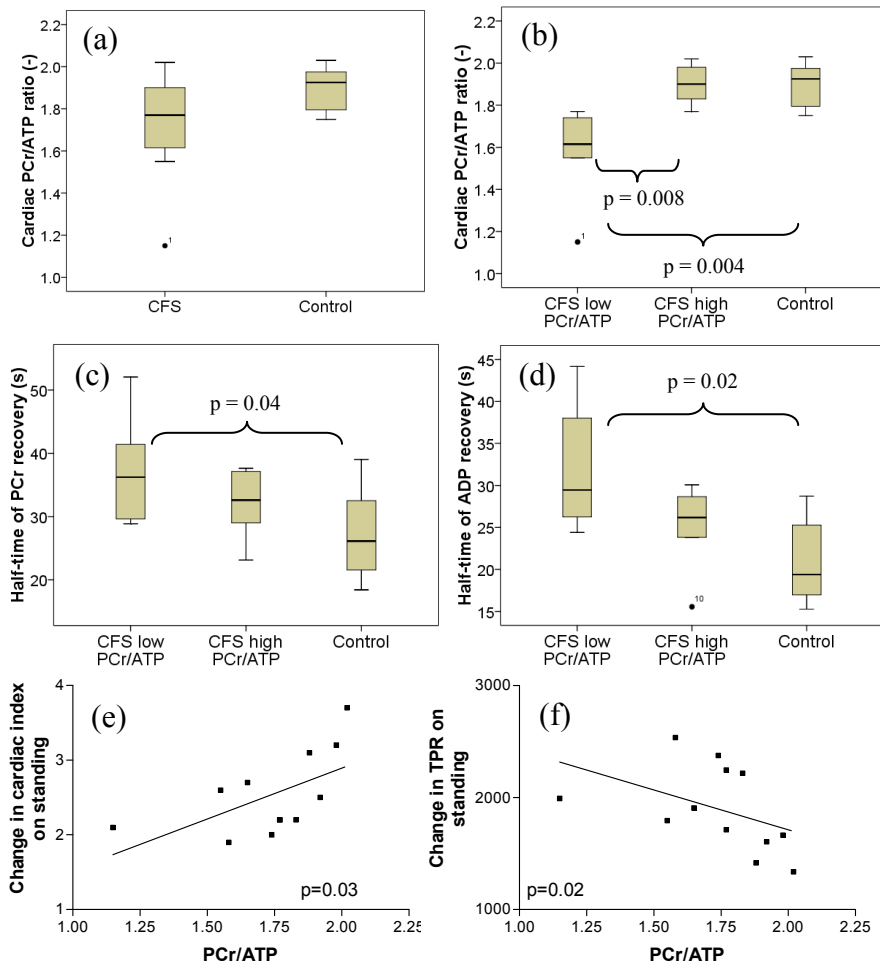 (a)
Cardiac PCr/ATP ratio (-)
2.2
2.0
1.8
1.6
1.4
1.2
1.0
1
CFS
Control
(b)
Cardiac PCr/ATP ratio (-)
2.2
2.0
1.8
1.6
1.4
1.2
1.0
p = 0.008
1
p = 0.004
CFS low
PCr/ATP
CFS high
PCr/ATP
Control
(c)
Half-time of PCr recovery (s)
50
40
30
20
p = 0.04
CFS low
PCr/ATP
CFS high
PCr/ATP
Control
(d)
Half-time of ADP recovery (s)
45
40
35
30
25
20
15
p = 0.02
10
CFS low
PCr/ATP
CFS high
PCr/ATP
Control
(e)
Change in cardiac index
on standing
4
3
2
1
p=0.03
1.00
1.25
1.50
1.75
2.00
2.25
PCr/ATP
(f)
Change in TPR on
standing
3000
2000
1000
p=0.02
1.00
1.25
1.50
1.75
2.00
2.25
PCr/ATP